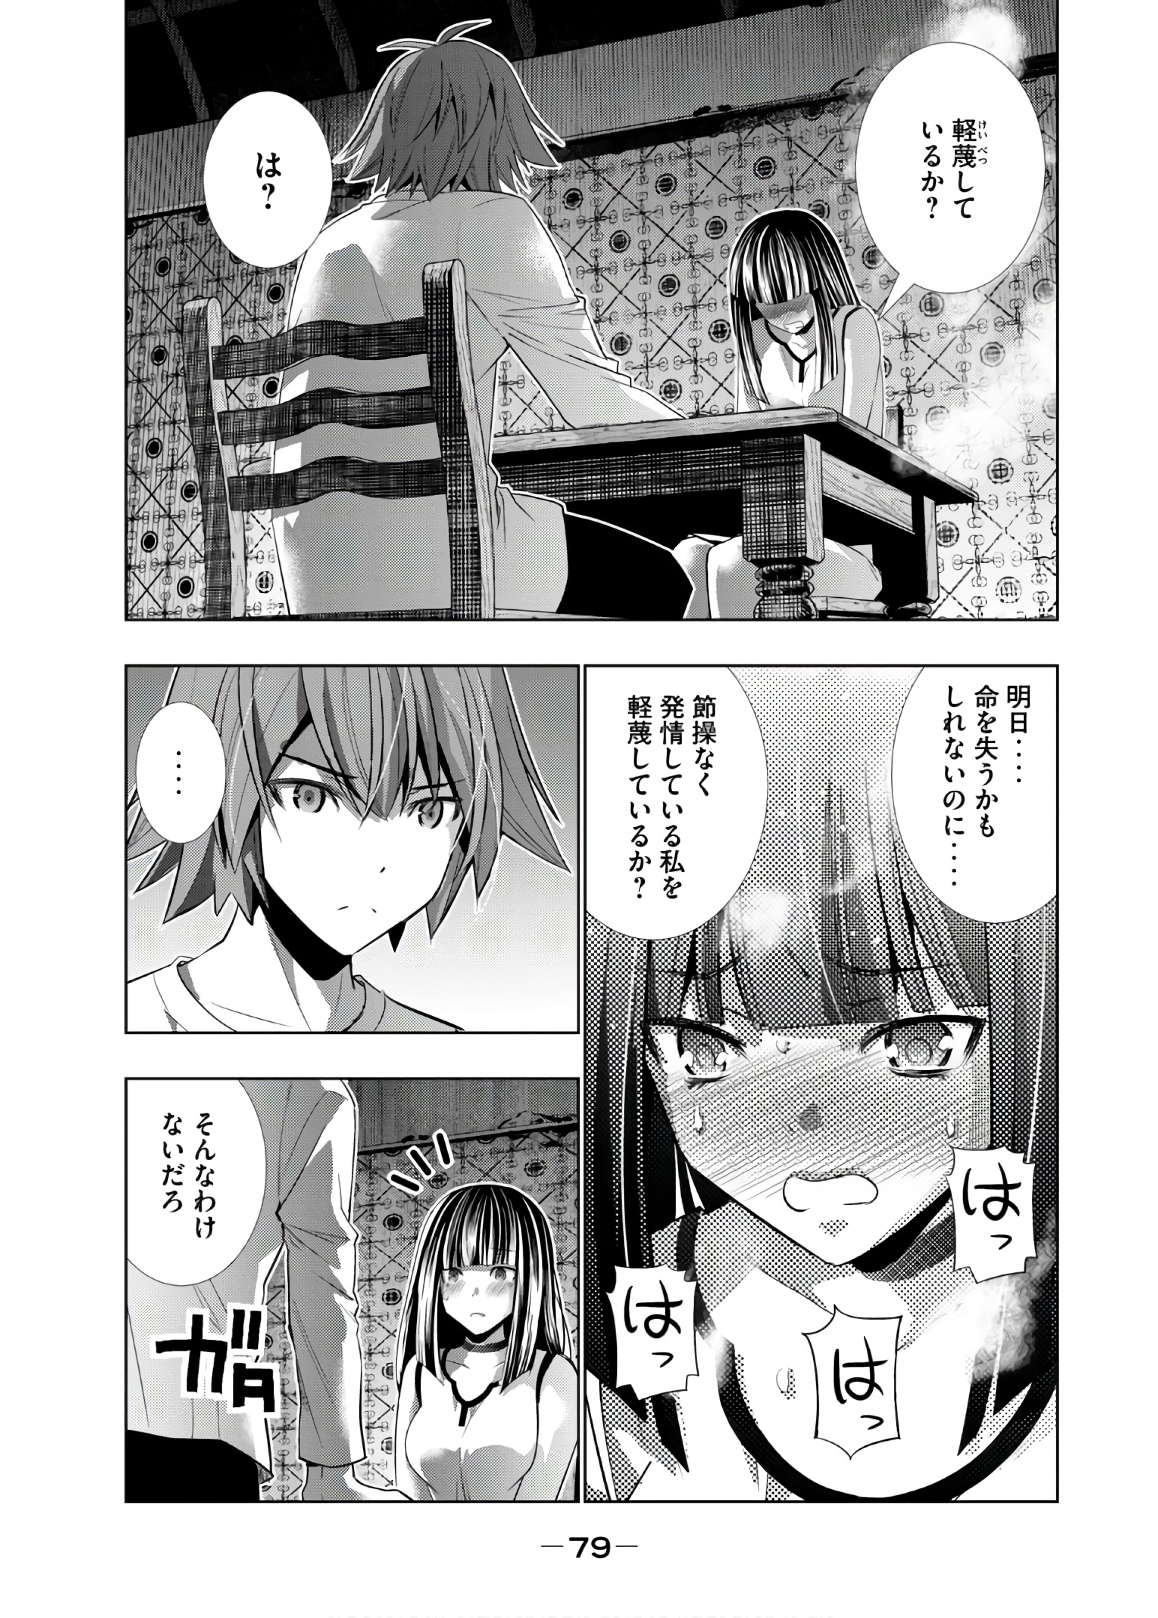 軽蔑して
いるか?
けいべつ
は?
明日‥‥
命を失うかも
しれないのに‥‥‥
節操なく
発情している私を
軽蔑しているか?
はっ
はっ
はっ
‥‥
そんなわけ
ないだろ
ガタ
—79—